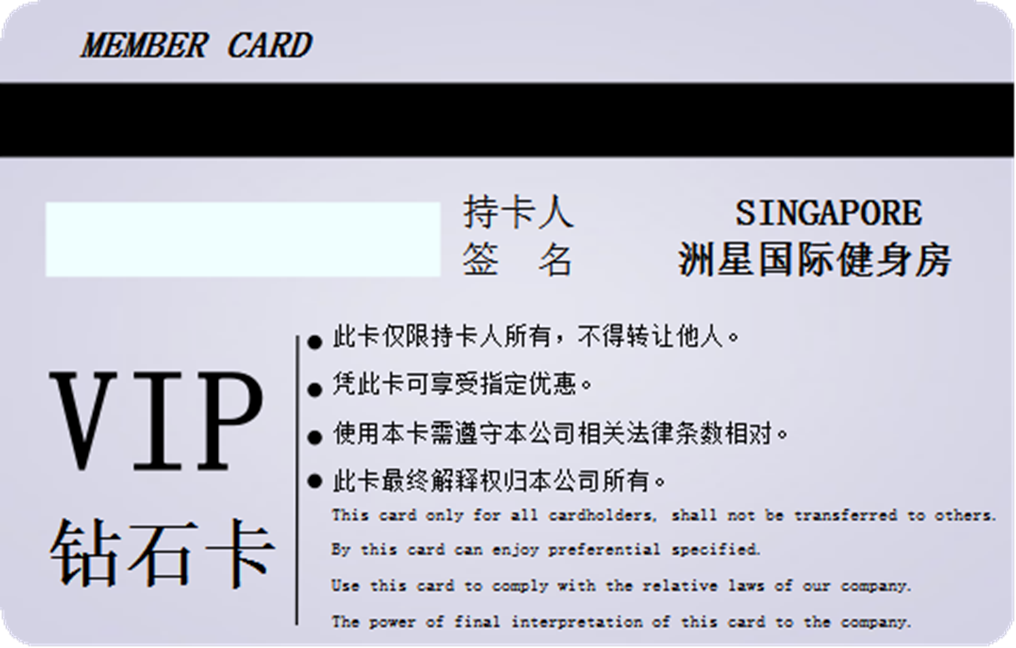 MEMBER CARD
持卡人
签 名
SINGAPORE
洲星国际健身房
VIP
钻石卡
●此卡仅限持卡人所有，不得转让他人。
●凭此卡可享受指定优惠。
●使用本卡需遵守本公司相关法律条数相对。
●此卡最终解释权归本公司所有。
This card only for all cardholders, shall not be transferred to others.
By this card can enjoy preferential specified.
Use this card to comply with the relative laws of our company.
The power of final interpretation of this card to the company.